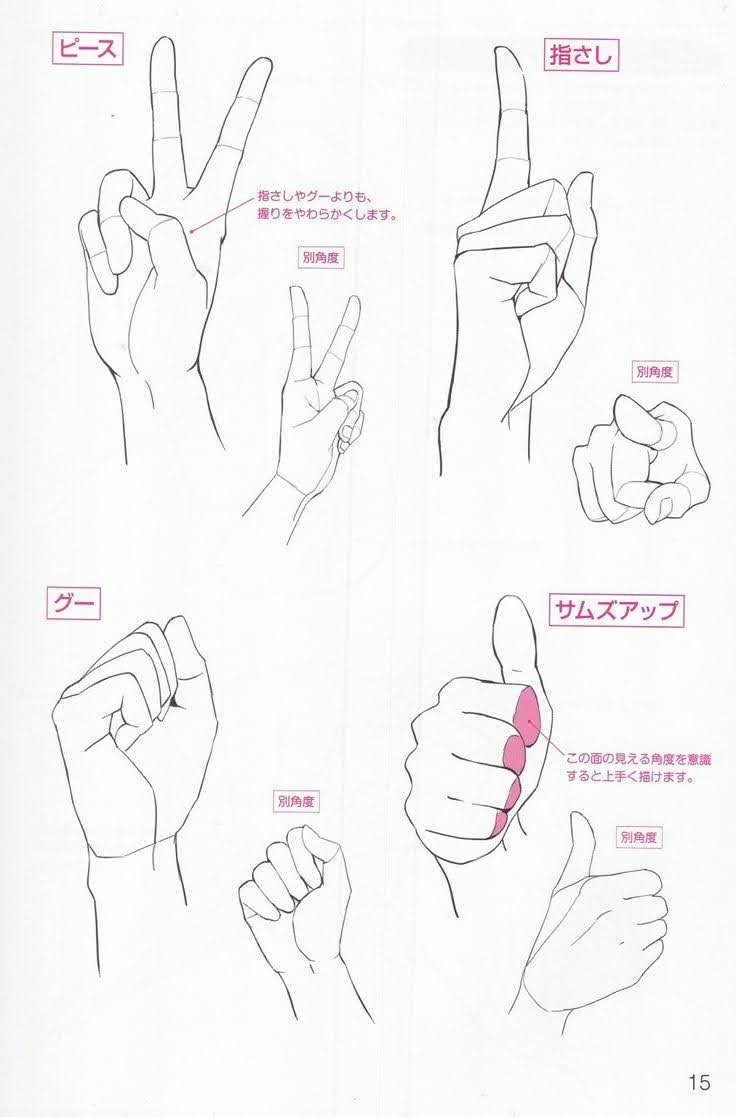 ピース
指さしやグーよりも、
握りをやわらかくします。
別角度
指さし
別角度
グー
別角度
サムズアップ
この面の見える角度を意識
すると上手く描けます。
別角度
15